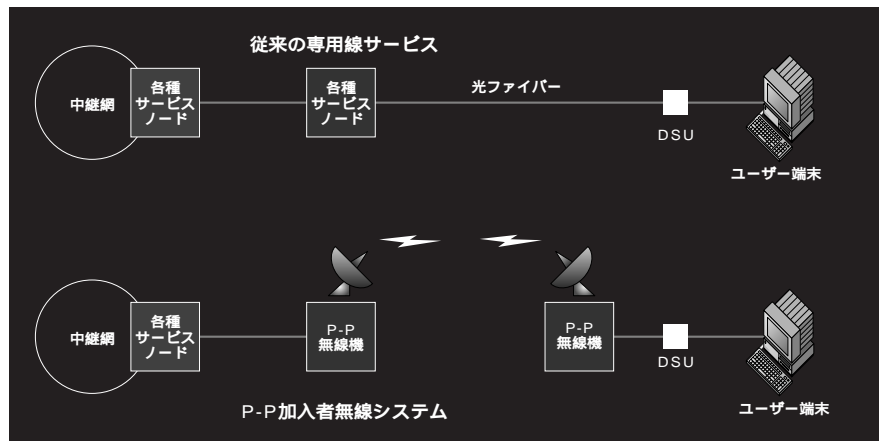 従来の専用線サービス
中継網
各種
サービス
ノード
各種
サービス
ノード
光ファイバー
DSU
ユーザー端末
中継網
各種
サービス
ノード
P-P
無線機
P-P
無線機
DSU
ユーザー端末
P-P加入者無線システム